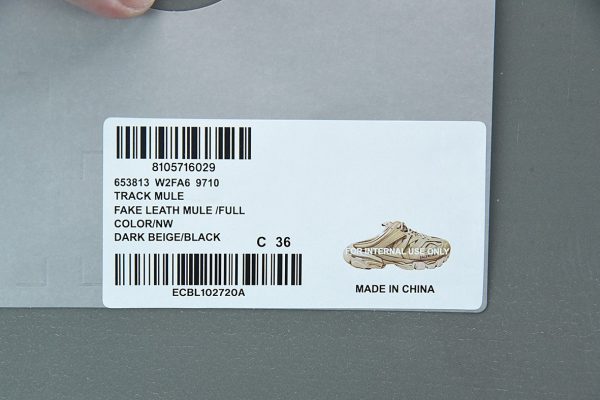 8105716029
653813 W2FA6 9710
TRACK MULE
FAKE LEATH MULE /FULL
COLOR/NW
DARK BEIGE/BLACK
C 36
FOR INTERNAL USE ONLY
ECBL102720A
MADE IN CHINA